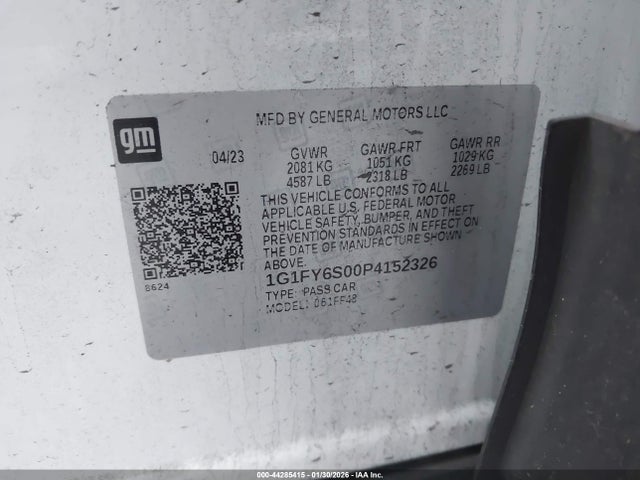 gm
MFD BY GENERAL MOTORS LLC
04/23
GVWR GAWR FRT GAWR RR
2081 KG 1051 KG 1029 KG
4587 LB 2318 LB 2269 LB
THIS VEHICLE CONFORMS TO ALL
APPLICABLE U.S. FEDERAL MOTOR
VEHICLE SAFETY, BUMPER, AND THEFT
PREVENTION STANDARDS IN EFFECT ON
THE DATE OF MANUFACTURE SHOWN ABOVE.
1G1FY6S00P4152326
TYPE: PASS CAR
MODEL: 061FF48
8624
000-44285415 - 01/30/2026 - IAA Inc.